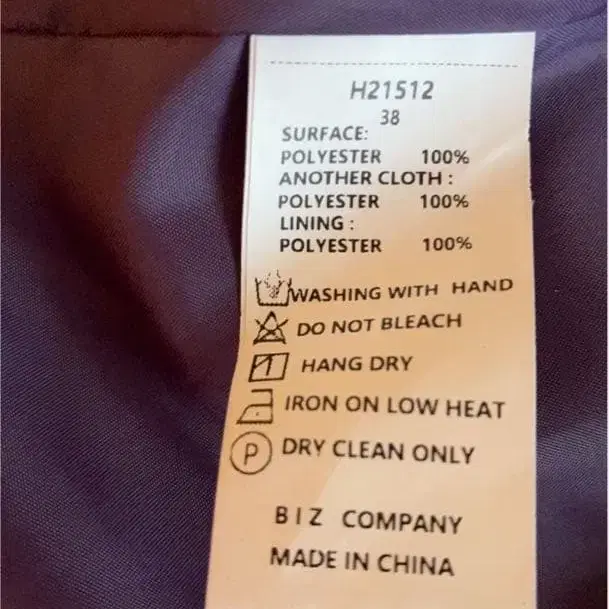 H21512
38
SURFACE:
POLYESTER 100%
ANOTHER CLOTH :
POLYESTER 100%
LINING :
POLYESTER 100%
WASHING WITH HAND
DO NOT BLEACH
HANG DRY
IRON ON LOW HEAT
P DRY CLEAN ONLY
BIZ COMPANY
MADE IN CHINA